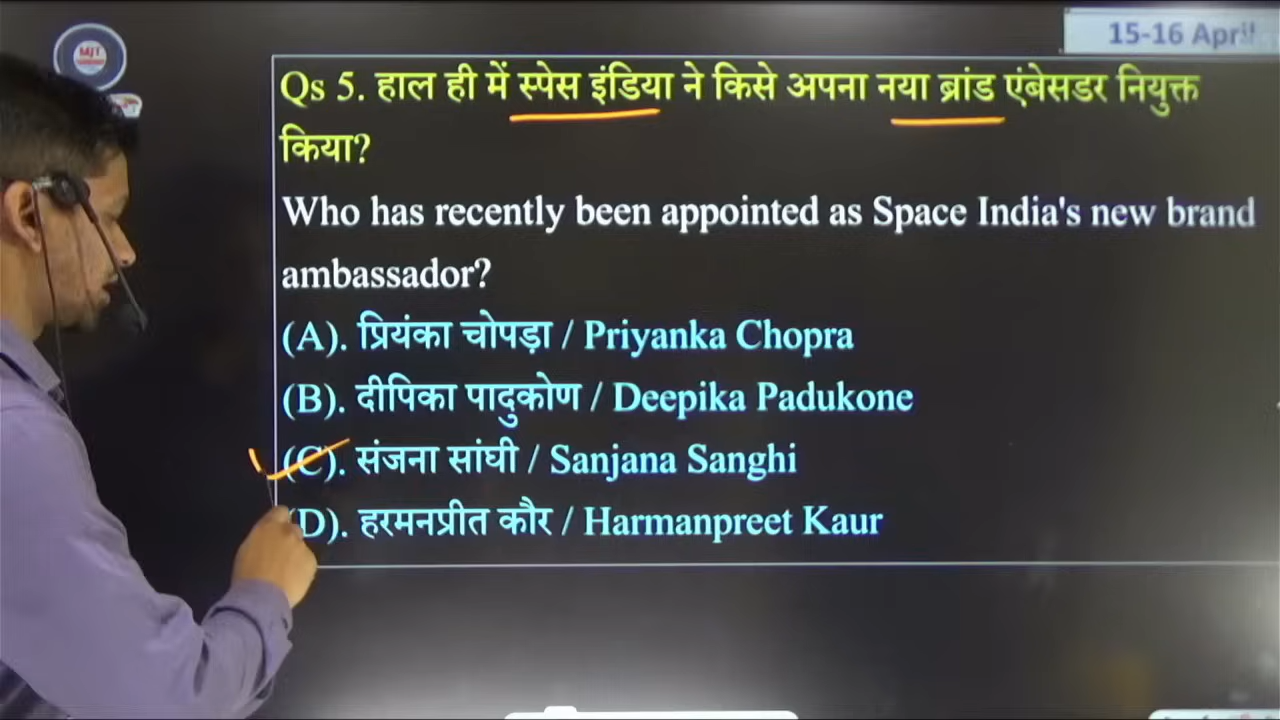 MJT
15-16 April
Qs 5. हाल ही में स्पेस इंडिया ने किसे अपना नया ब्रांड एंबेसडर नियुक्त
किया?
Who has recently been appointed as Space India's new brand
ambassador?
(A). प्रियंका चोपड़ा / Priyanka Chopra
(B). दीपिका पादुकोण / Deepika Padukone
(C). संजना सांघी / Sanjana Sanghi
(D). हरमनप्रीत कौर / Harmanpreet Kaur